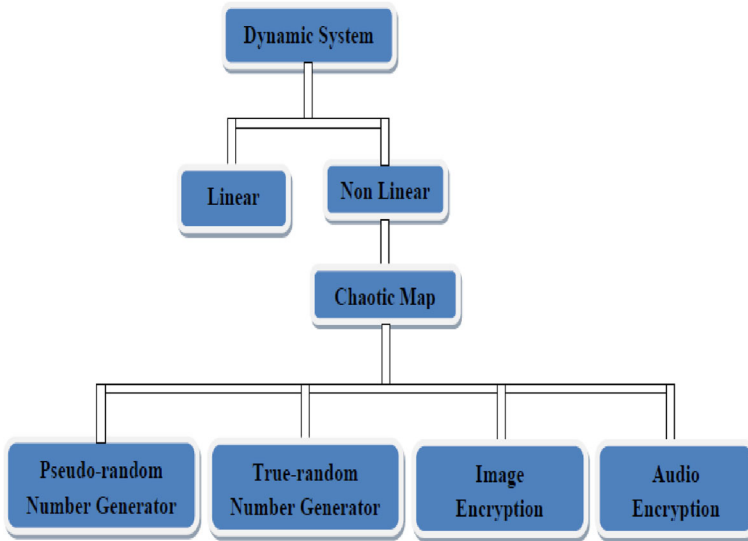 Dynamic System
Linear
Non Linear
Chaotic Map
Pseudo-random
Number Generator
True-random
Number Generator
Image
Encryption
Audio
Encryption